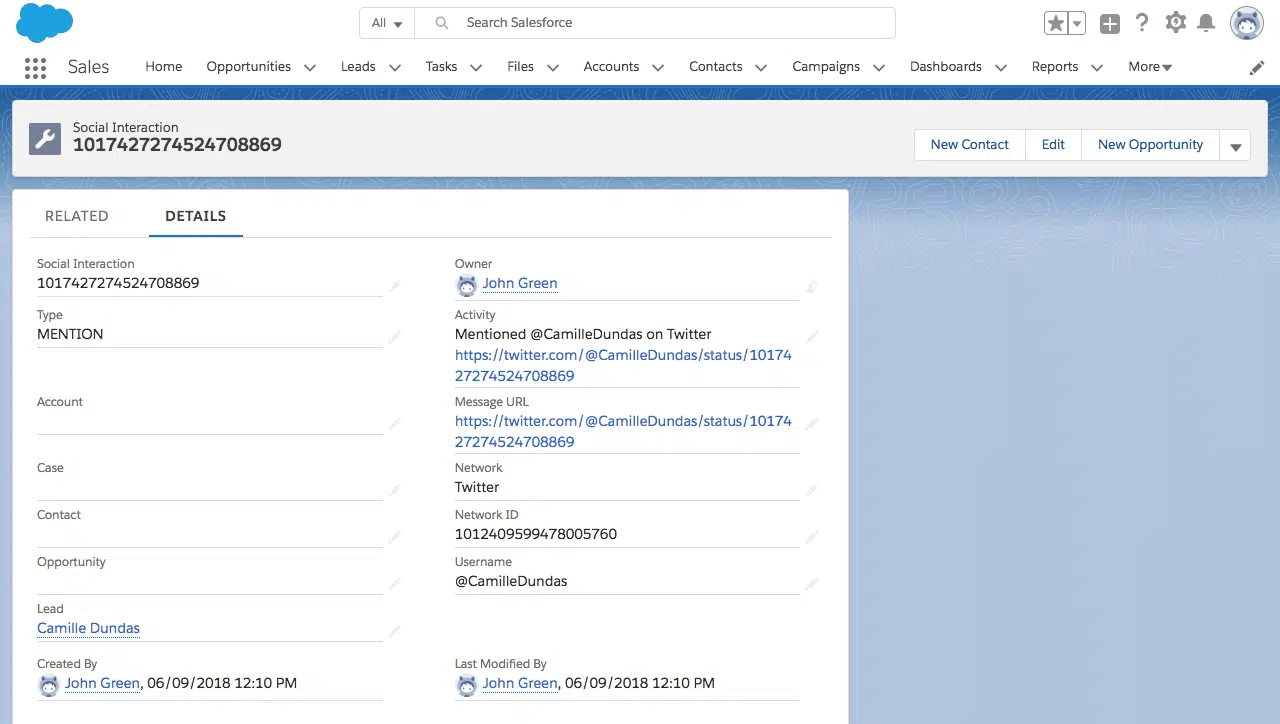 All
Search Salesforce
Sales Home Opportunities Leads Tasks Files Accounts Contacts Campaigns Dashboards Reports More
Social Interaction
1017427274524708869
New Contact Edit New Opportunity
RELATED DETAILS
Social Interaction
1017427274524708869
Owner
John Green
Type
MENTION
Activity
Mentioned @CamilleDundas on Twitter
https://twitter.com/@CamilleDundas/status/10174
27274524708869
Account
Message URL
https://twitter.com/@CamilleDundas/status/10174
27274524708869
Case
Network
Twitter
Contact
Network ID
1012409599478005760
Opportunity
Username
@CamilleDundas
Lead
Camille Dundas
Created By
John Green, 06/09/2018 12:10 PM
Last Modified By
John Green, 06/09/2018 12:10 PM